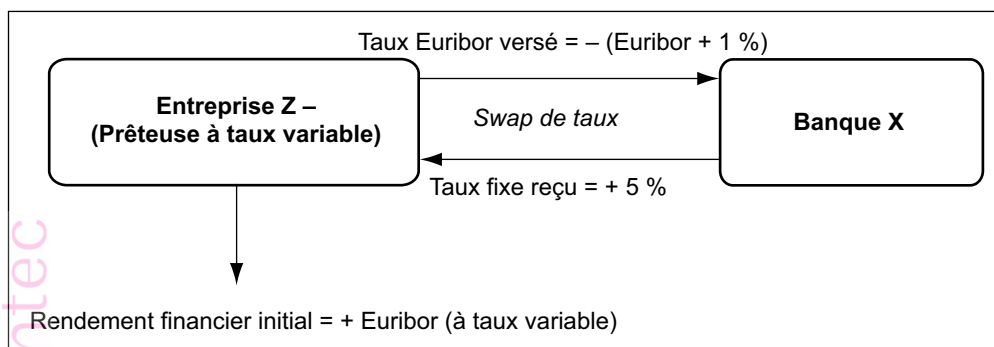 Taux Euribor versé = – (Euribor + 1 %)
Entreprise Z –
(Prêteuse à taux variable)
Swap de taux
Banque X
Taux fixe reçu = + 5 %
Rendement financier initial = + Euribor (à taux variable)
ntec